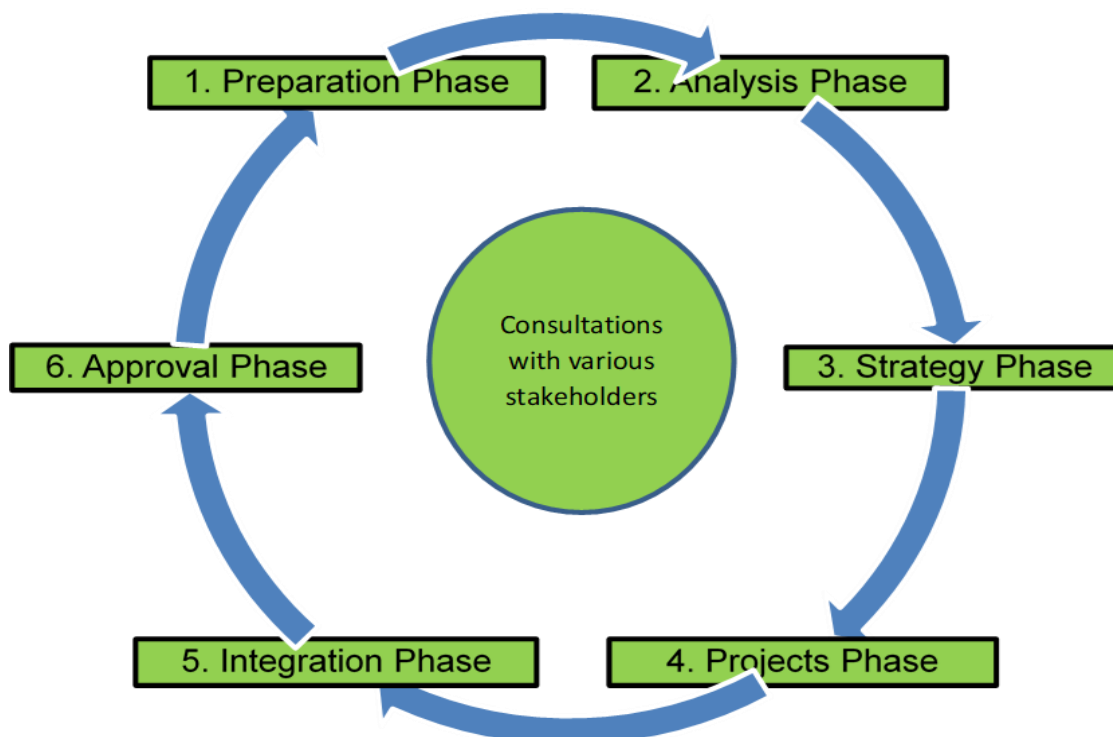 1. Preparation Phase
2. Analysis Phase
3. Strategy Phase
4. Projects Phase
5. Integration Phase
6. Approval Phase
Consultations
with various
stakeholders